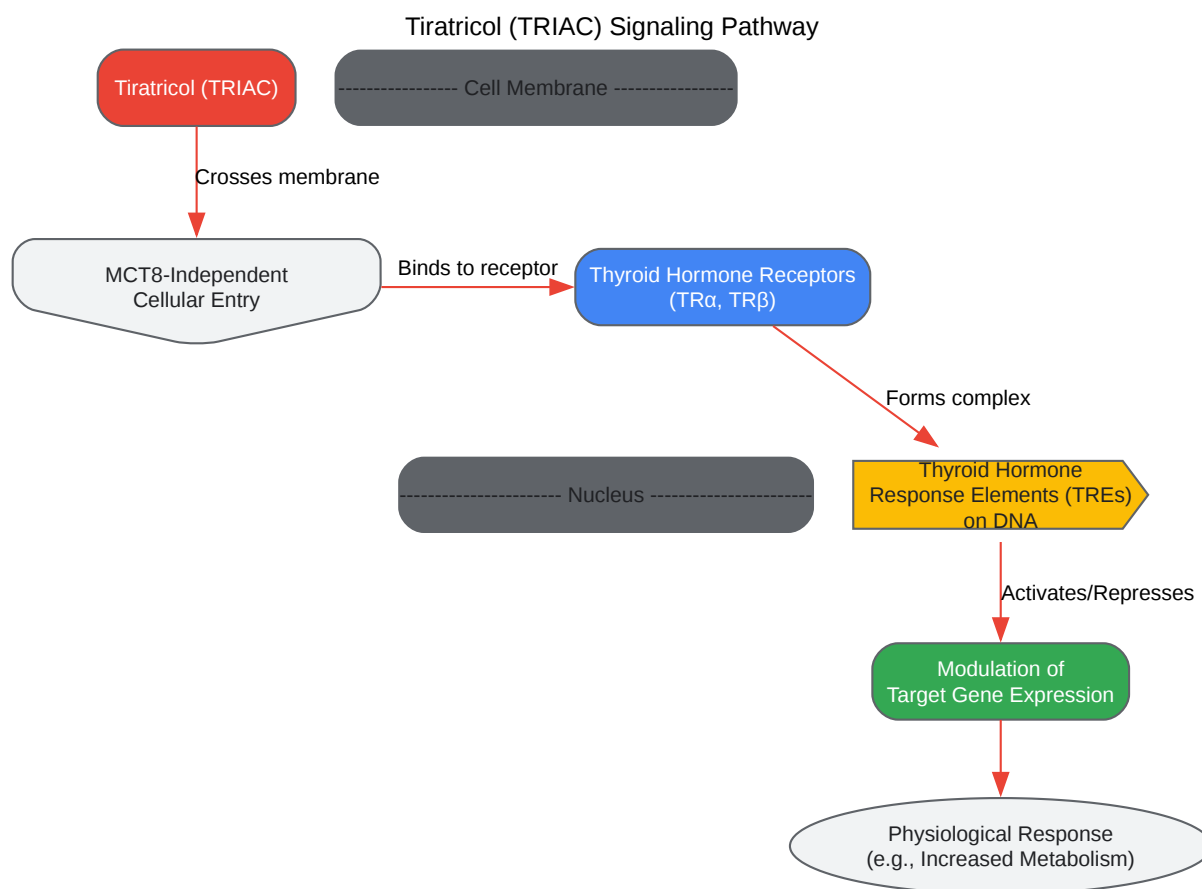 Tiratricol (TRIAC) Signaling Pathway
Tiratricol (TRIAC)
----------------- Cell Membrane -----------------
Crosses membrane
MCT8-Independent
Cellular Entry
Binds to receptor
Thyroid Hormone Receptors
(TRα, TRβ)
Forms complex
----------------------- Nucleus -----------------------
Thyroid Hormone
Response Elements (TREs)
on DNA
Activates/Represses
Modulation of
Target Gene Expression
Physiological Response
(e.g., Increased Metabolism)